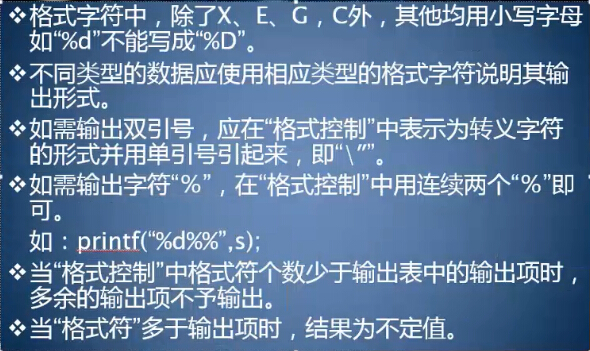 ❖格式字符中，除了X、E、G，C外，其他均用小写字母
如“%d”不能写成“%D”。
❖不同类型的数据应使用相应类型的格式字符说明其输
出形式。
❖如需输出双引号，应在“格式控制”中表示为转义字符
的形式并用单引号引起来，即“\”’”。
❖如需输出字符“%”，在“格式控制”中用连续两个“%”即
可。
如：printf(“%d%%”,s);
❖当“格式控制”中格式符个数少于输出表中的输出项时，
多余的输出项不予输出。
❖当“格式符”多于输出项时，结果为不定值。